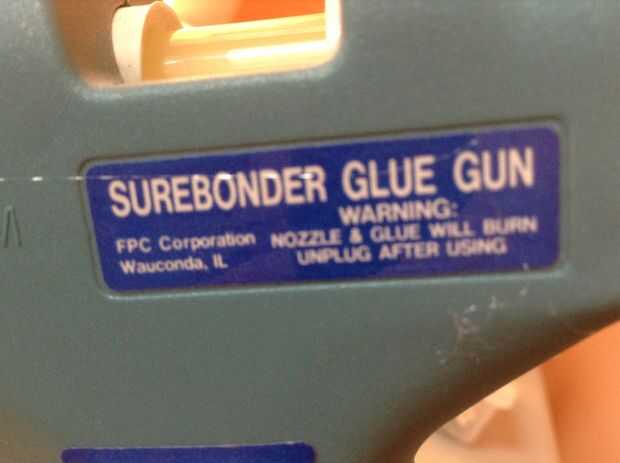 SUREBONDER GLUE GUN
WARNING:
FPC Corporation NOZZLE & GLUE WILL BURN
Wauconda, IL UNPLUG AFTER USING